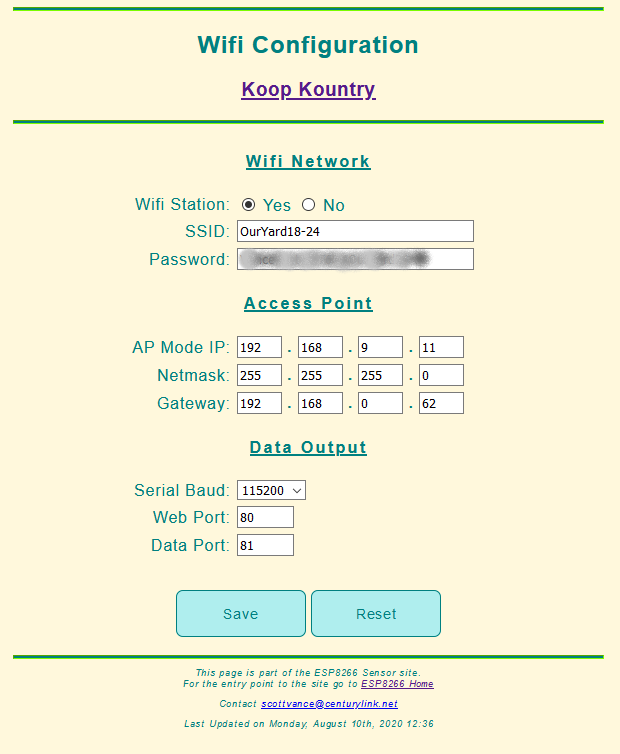 Wifi Configuration
Koop Kountry
Wifi Network
Wifi Station: Yes No
SSID: OurYard18-24
Password:
Access Point
AP Mode IP: 192 . 168 . 9 . 11
Netmask: 255 . 255 . 255 . 0
Gateway: 192 . 168 . 0 . 62
Data Output
Serial Baud: 115200
Web Port: 80
Data Port: 81
Save Reset
This page is part of the ESP8266 Sensor site.
For the entry point to the site go to ESP8266 Home
Contact scottvance@centurylink.net
Last Updated on Monday, August 10th, 2020 12:36